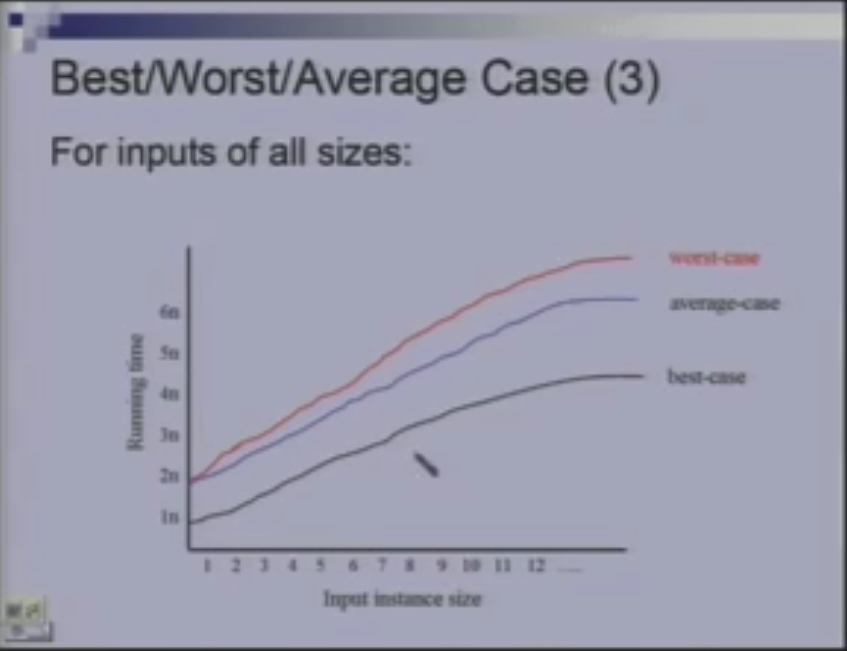 Best/Worst/Average Case (3)
For inputs of all sizes:
worst-case
average-case
best-case
6n
5n
4n
3n
2n
1n
Running time
1 2 3 4 5 6 7 8 9 10 11 12 .....
Input instance size